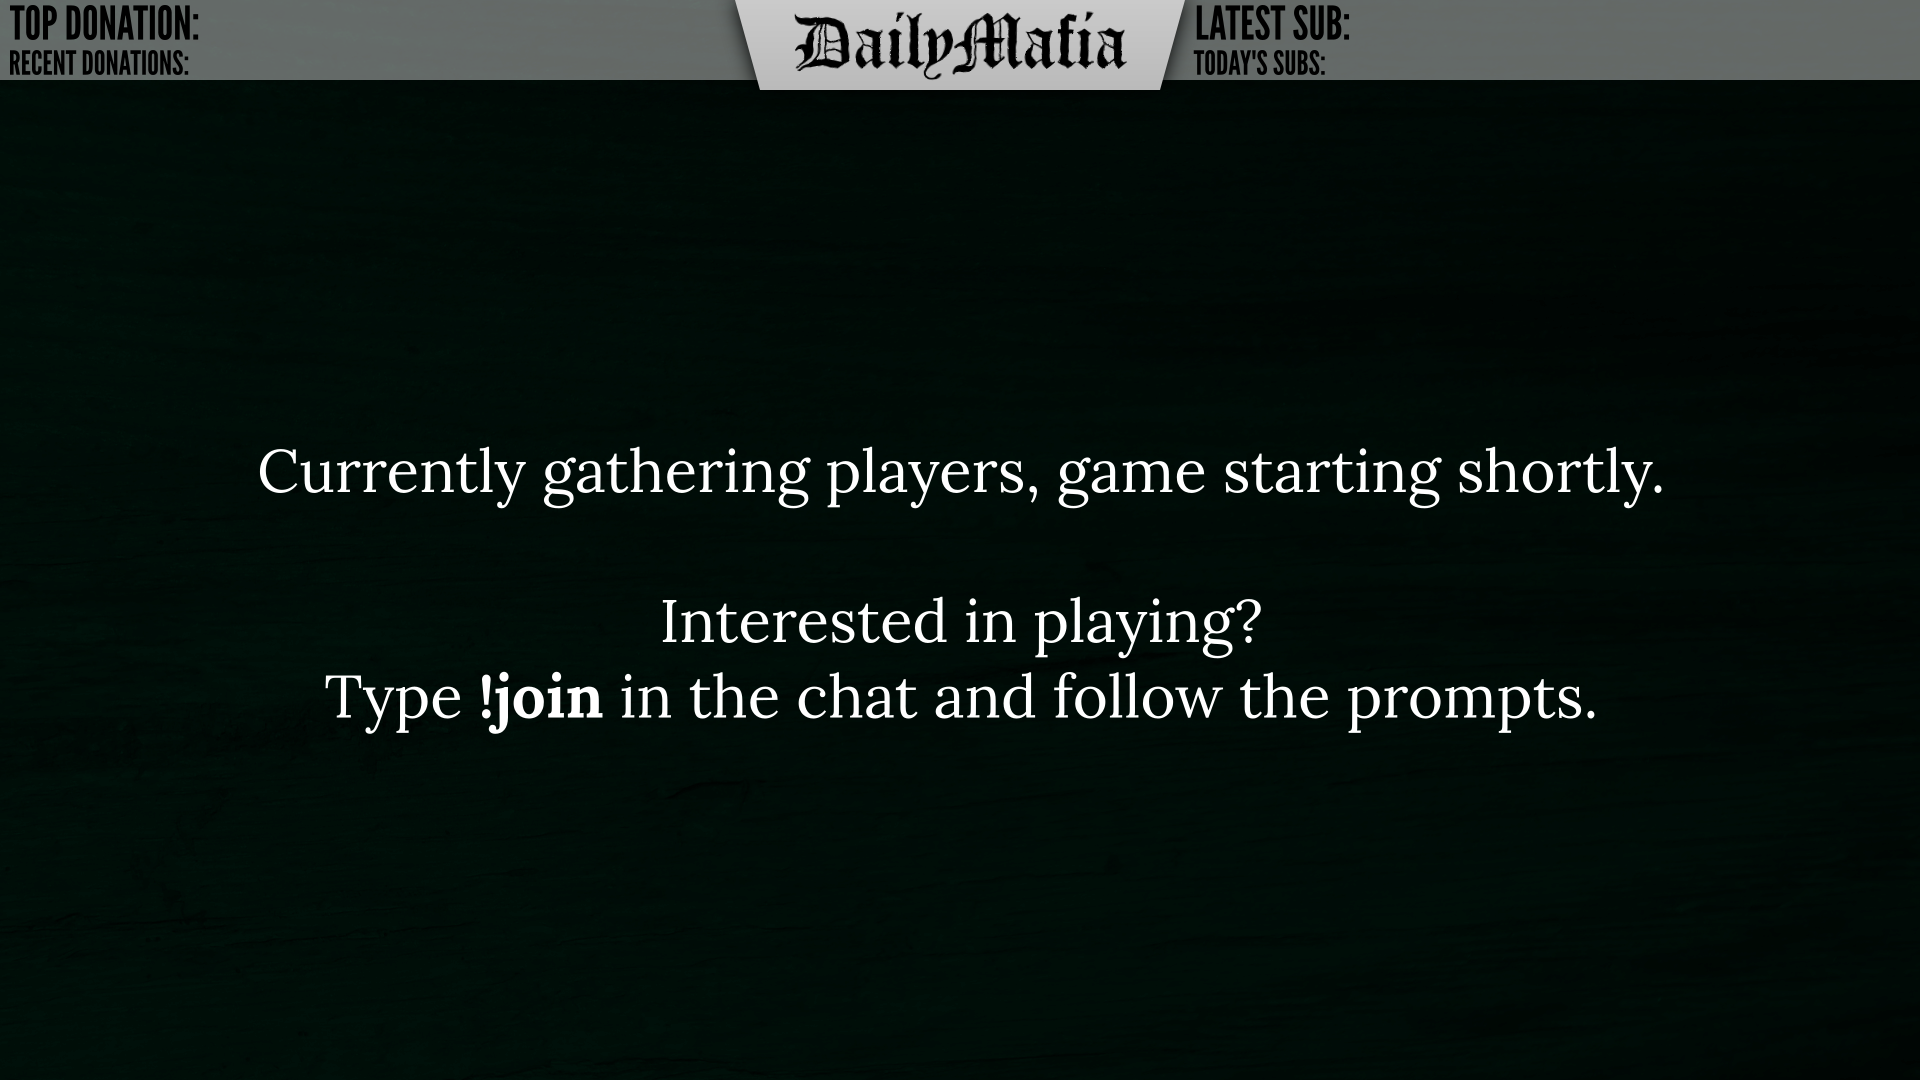 TOP DONATION:
RECENT DONATIONS:
DailyMafia
LATEST SUB:
TODAY'S SUBS:
Currently gathering players, game starting shortly.
Interested in playing?
Type !join in the chat and follow the prompts.